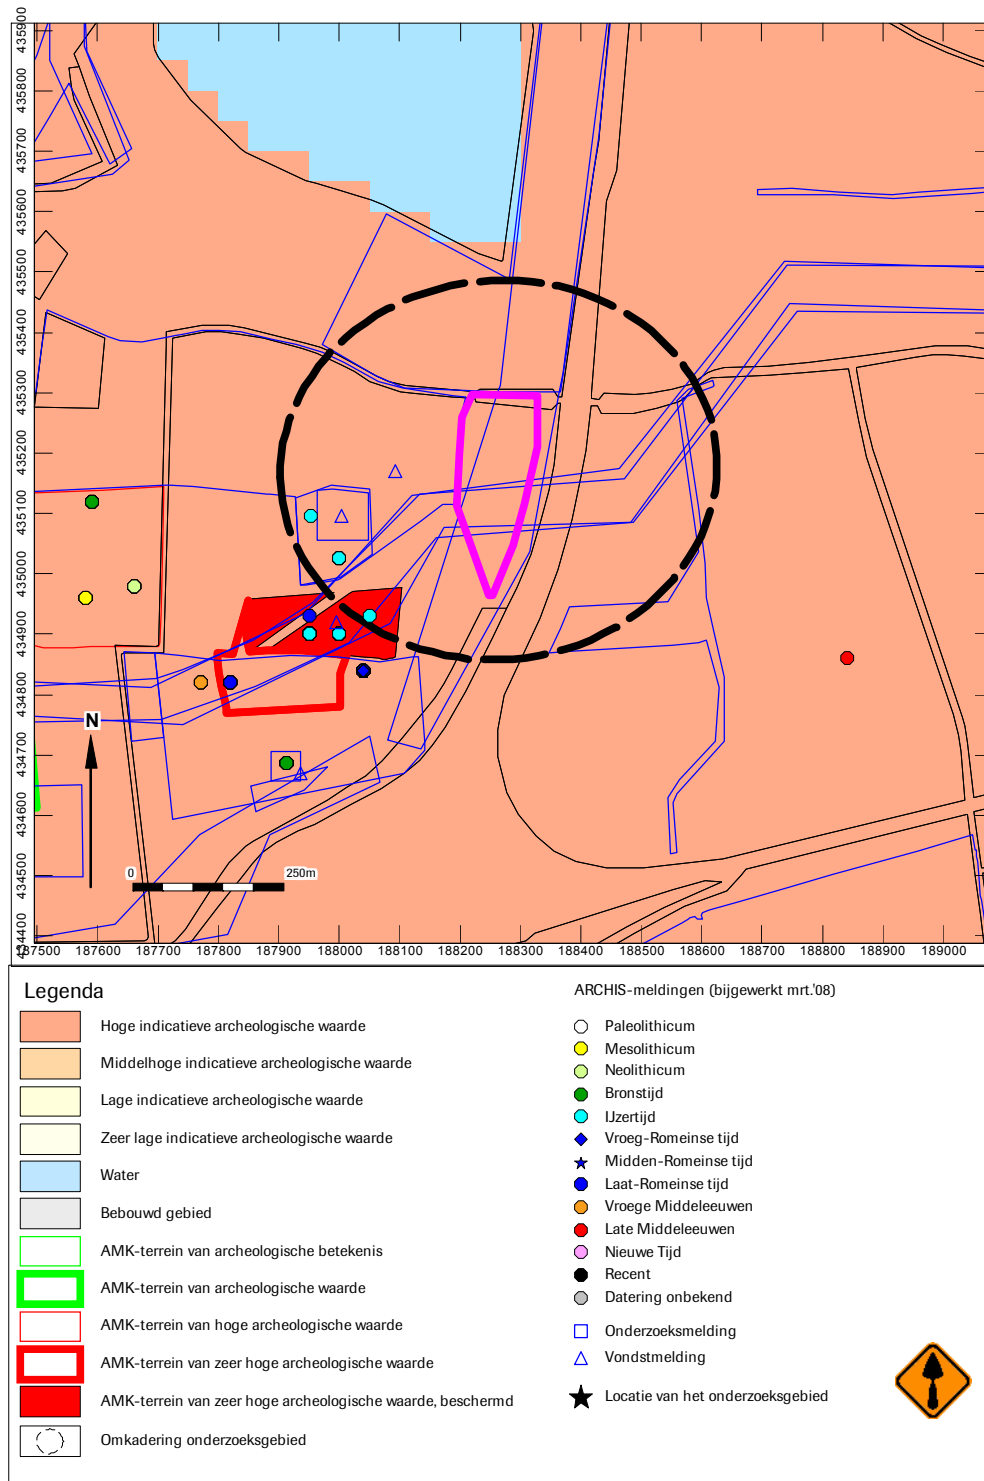 435900
435800
435700
435600
435500
435400
435300
435200
435100
435000
434900
434800
434700
434600
434500
434400
N
0 250m
187500 187600 187700 187800 187900 188000 188100 188200 188300 188400 188500 188600 188700 188800 188900 189000
Legenda
Hoge indicatieve archeologische waarde
Middelhoge indicatieve archeologische waarde
Lage indicatieve archeologische waarde
Zeer lage indicatieve archeologische waarde
Water
Bebouwd gebied
AMK-terrein van archeologische betekenis
AMK-terrein van archeologische waarde
AMK-terrein van hoge archeologische waarde
AMK-terrein van zeer hoge archeologische waarde
AMK-terrein van zeer hoge archeologische waarde, beschermd
Omkadering onderzoeksgebied
ARCHIS-meldingen (bijgewerkt mrt.'08)
Paleolithicum
Mesolithicum
Neolithicum
Bronstijd
IJzertijd
Vroeg-Romeinse tijd
Midden-Romeinse tijd
Laat-Romeinse tijd
Vroege Middeleeuwen
Late Middeleeuwen
Nieuwe Tijd
Recent
Datering onbekend
Onderzoeksmelding
Vondstmelding
Locatie van het onderzoeksgebied